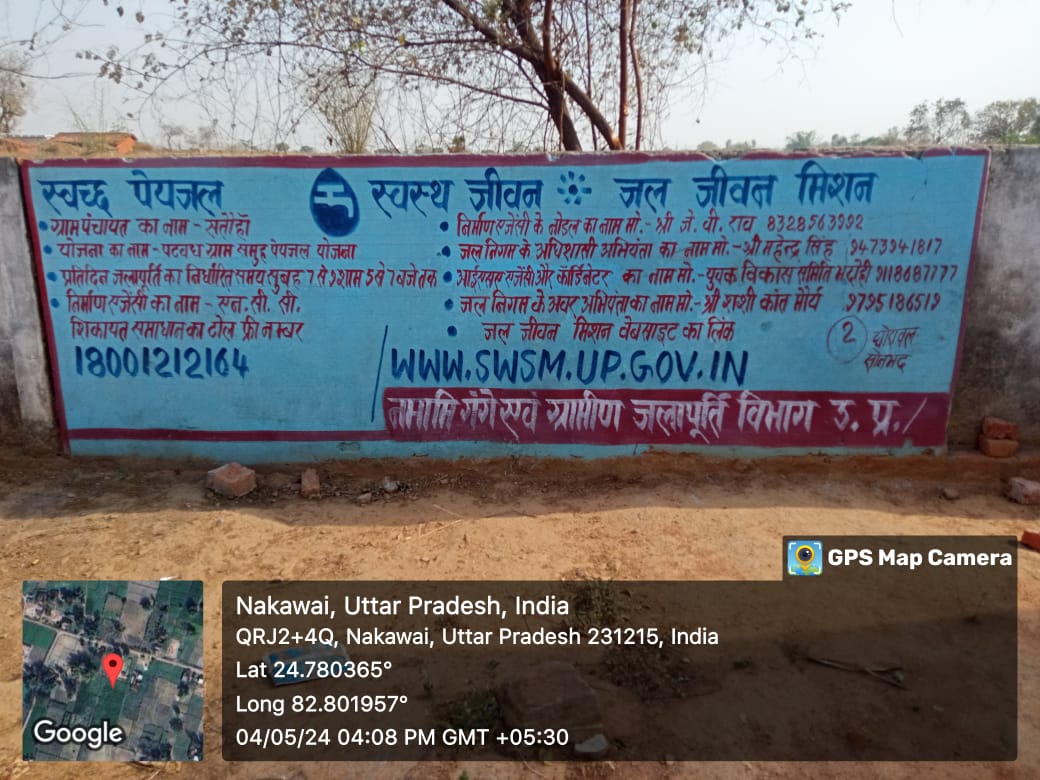 स्वच्छ पेयजल स्वस्थ जीवन जल जीवन मिशन
• ग्राम पंचायत का नाम -
• योजना का नाम - पटवध ग्राम समूह पेयजल योजना
• प्रतिदिन जलापूर्ति का निर्धारित समय सुबह 7 से 9 शाम 5 से 7 बजे तक
• निर्माण एजेंसी का नाम - एन. सी. सी.
शिकायत समाधान का टोल फ्री नम्बर
18001212164
• निर्माण एजेंसी के नोडल का नाम मो. - श्री जे. वी. राव 8328563992
• जल निगम के अधिशासी अभियंता का नाम मो. - श्री महेन्द्र सिंह 9473941817
• आईएसए एजेंसी और कॉर्डिनेटर का नाम मो. - युवक विकास समिति भदोही 9118687777
• जल निगम के अवर अभियंता का नाम मो. - श्री शशी कांत मौर्य 9795186519
• जल जीवन मिशन वेबसाइट का लिंक
WWW.SWSM.UP.GOV.IN
2 घोरावल
सोनभद्र
नमामि गंगे एवं ग्रामीण जलापूर्ति विभाग उ. प्र. /
GPS Map Camera
Nakawai, Uttar Pradesh, India
QRJ2+4Q, Nakawai, Uttar Pradesh 231215, India
Lat 24.780365°
Long 82.801957°
04/05/24 04:08 PM GMT +05:30
Google